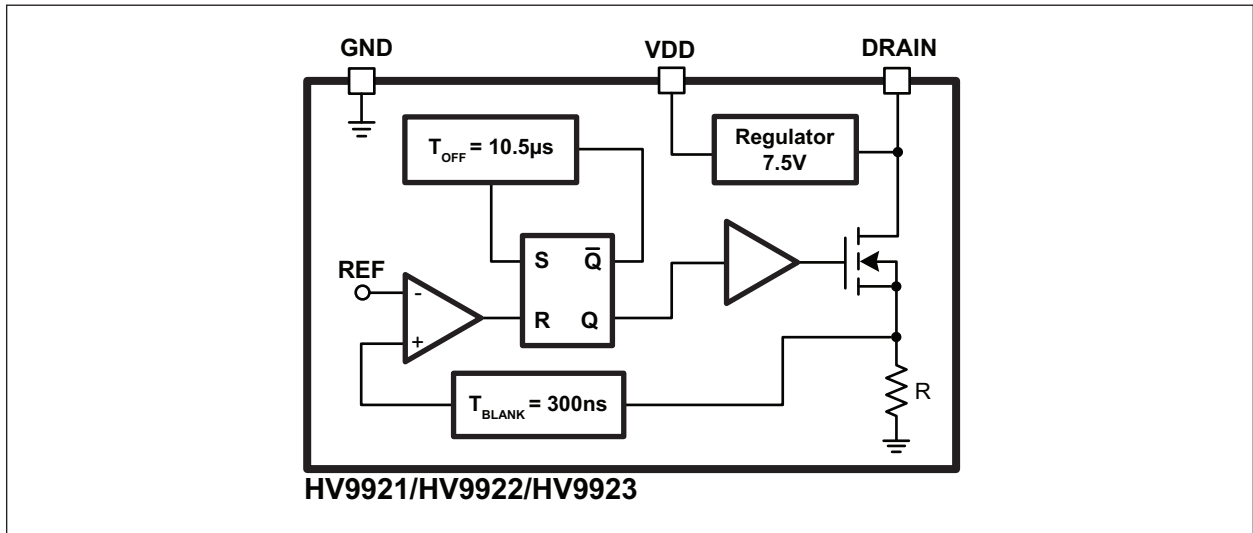 GND
VDD
DRAIN
TOFF = 10.5µs
Regulator
7.5V
S Q̅
REF
-
+
R Q
TBLANK = 300ns
R
HV9921/HV9922/HV9923